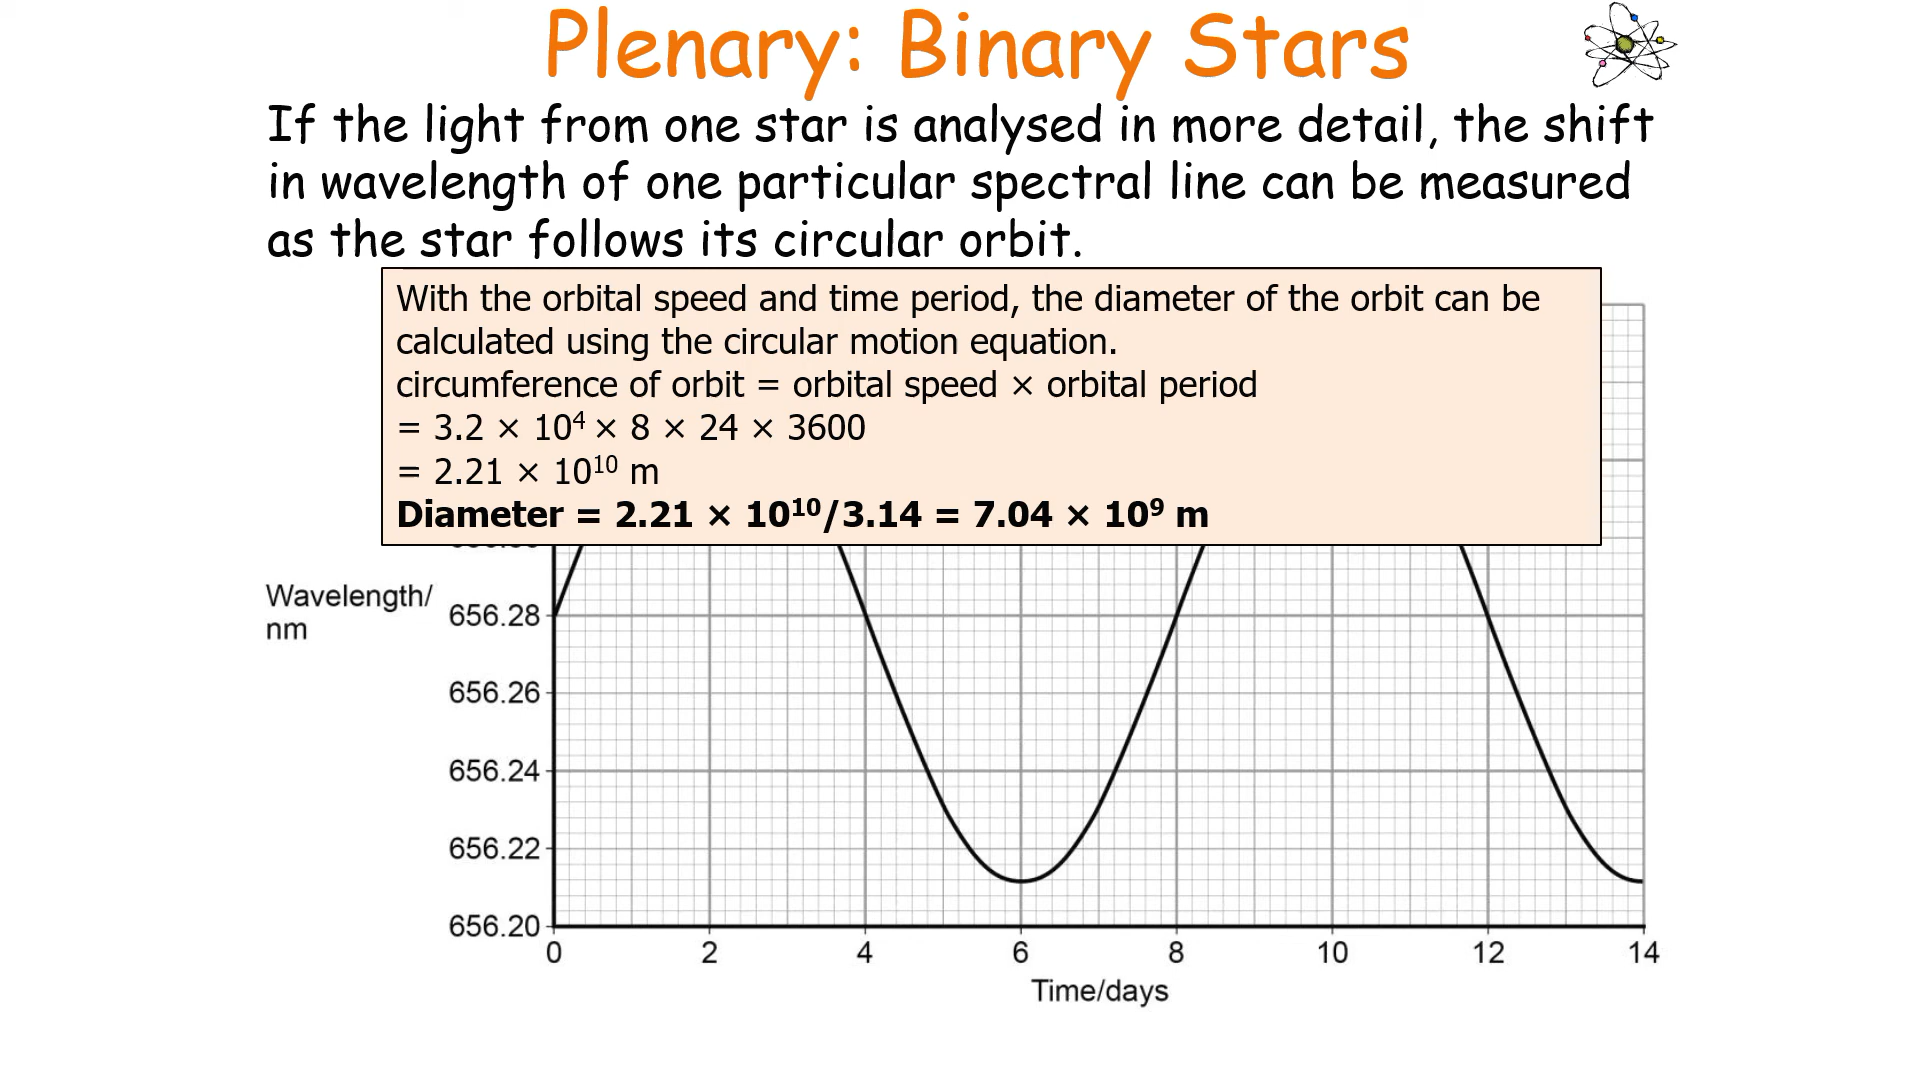 Plenary: Binary Stars
If the light from one star is analysed in more detail, the shift
in wavelength of one particular spectral line can be measured
as the star follows its circular orbit.
With the orbital speed and time period, the diameter of the orbit can be
calculated using the circular motion equation.
circumference of orbit = orbital speed × orbital period
= 3.2 × 10⁴ × 8 × 24 × 3600
= 2.21 × 10¹⁰ m
Diameter = 2.21 × 10¹⁰/3.14 = 7.04 × 10⁹ m
Wavelength/
nm
656.28
656.26
656.24
656.22
656.20
0 2 4 6 8 10 12 14
Time/days